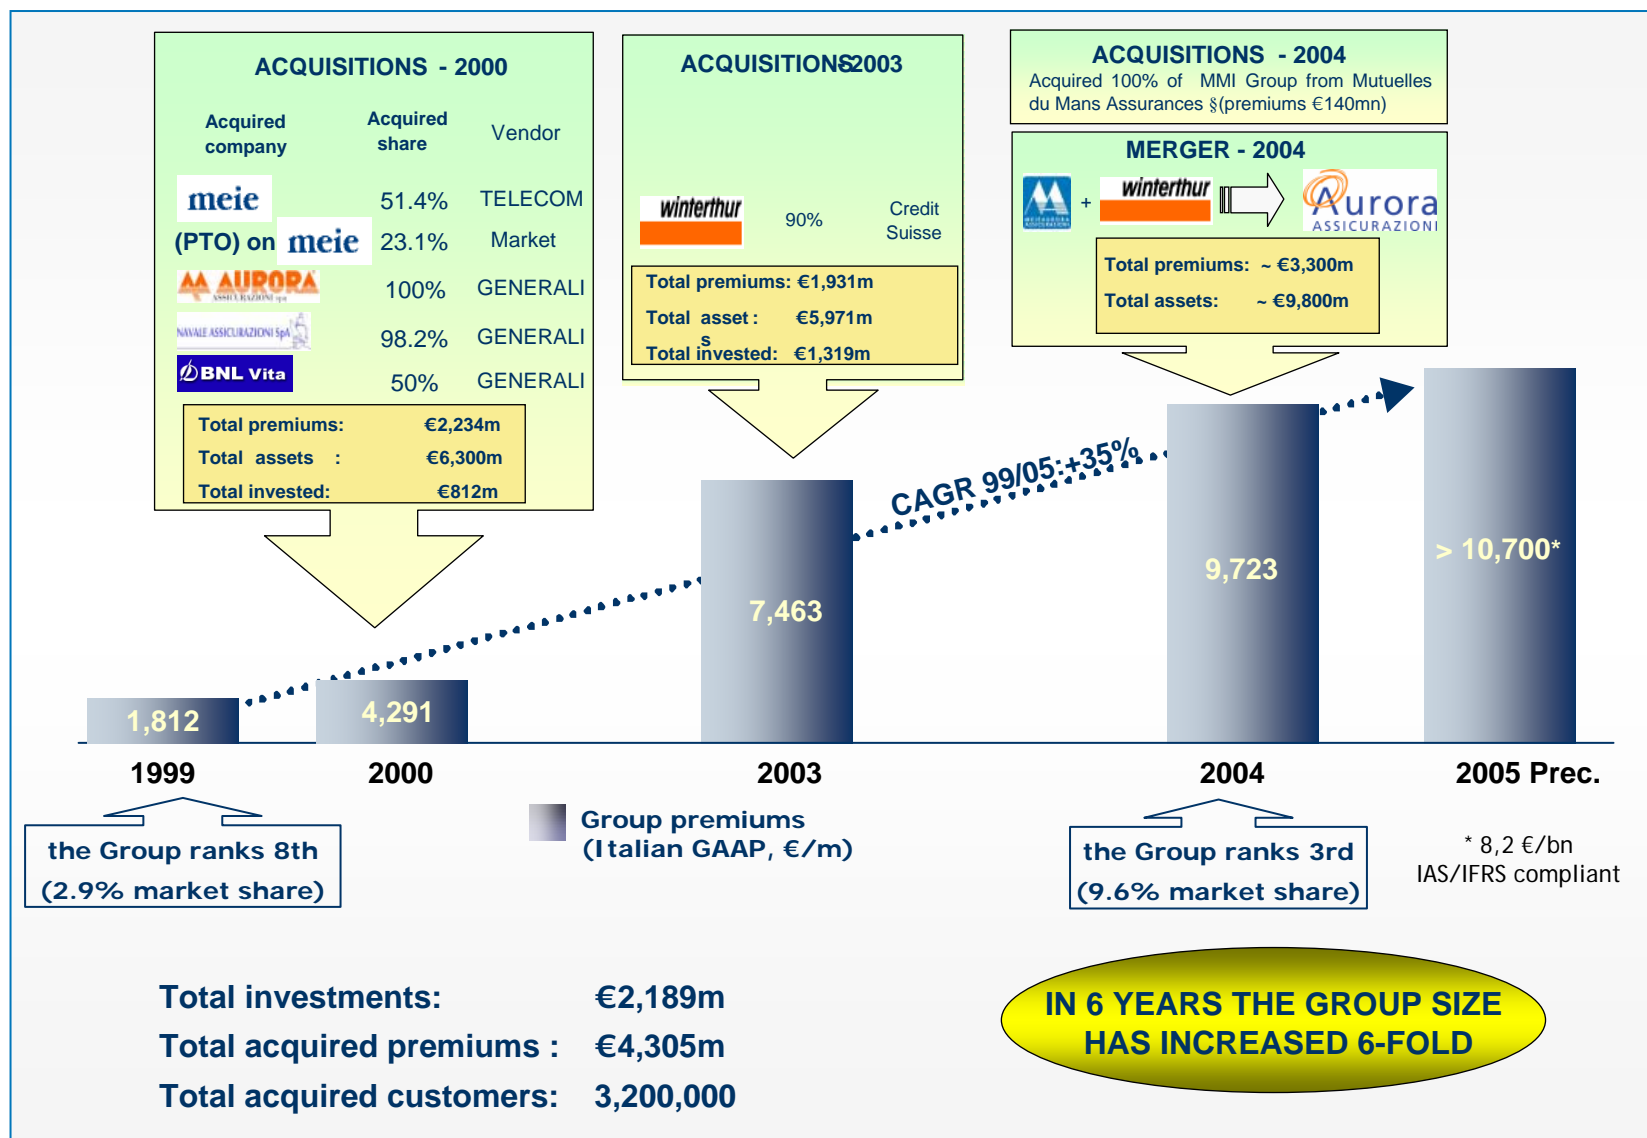 ACQUISITIONS - 2000
Acquired company
Acquired share
Vendor
meie 51.4% TELECOM
(PTO) on meie 23.1% Market
AURORA ASSICURAZIONI spa 100% GENERALI
NAVALE ASSICURAZIONI SpA 98.2% GENERALI
BNL Vita 50% GENERALI
Total premiums: €2,234m
Total assets : €6,300m
Total invested: €812m
ACQUISITIONS-2003
winterthur 90% Credit Suisse
Total premiums: €1,931m
Total assets : €5,971m
Total invested: €1,319m
ACQUISITIONS - 2004
Acquired 100% of MMI Group from Mutuelles
du Mans Assurances §(premiums €140mn)
MERGER - 2004
+ winterthur Aurora
ASSICURAZIONI
Total premiums: ~ €3,300m
Total assets: ~ €9,800m
CAGR 99/05:+35%
1,812
4,291
7,463
9,723
> 10,700*
1999
2000
2003
2004
2005 Prec.
the Group ranks 8th
(2.9% market share)
Group premiums
(Italian GAAP, €/m)
the Group ranks 3rd
(9.6% market share)
* 8,2 €/bn
IAS/IFRS compliant
Total investments: €2,189m
Total acquired premiums : €4,305m
Total acquired customers: 3,200,000
IN 6 YEARS THE GROUP SIZE
HAS INCREASED 6-FOLD